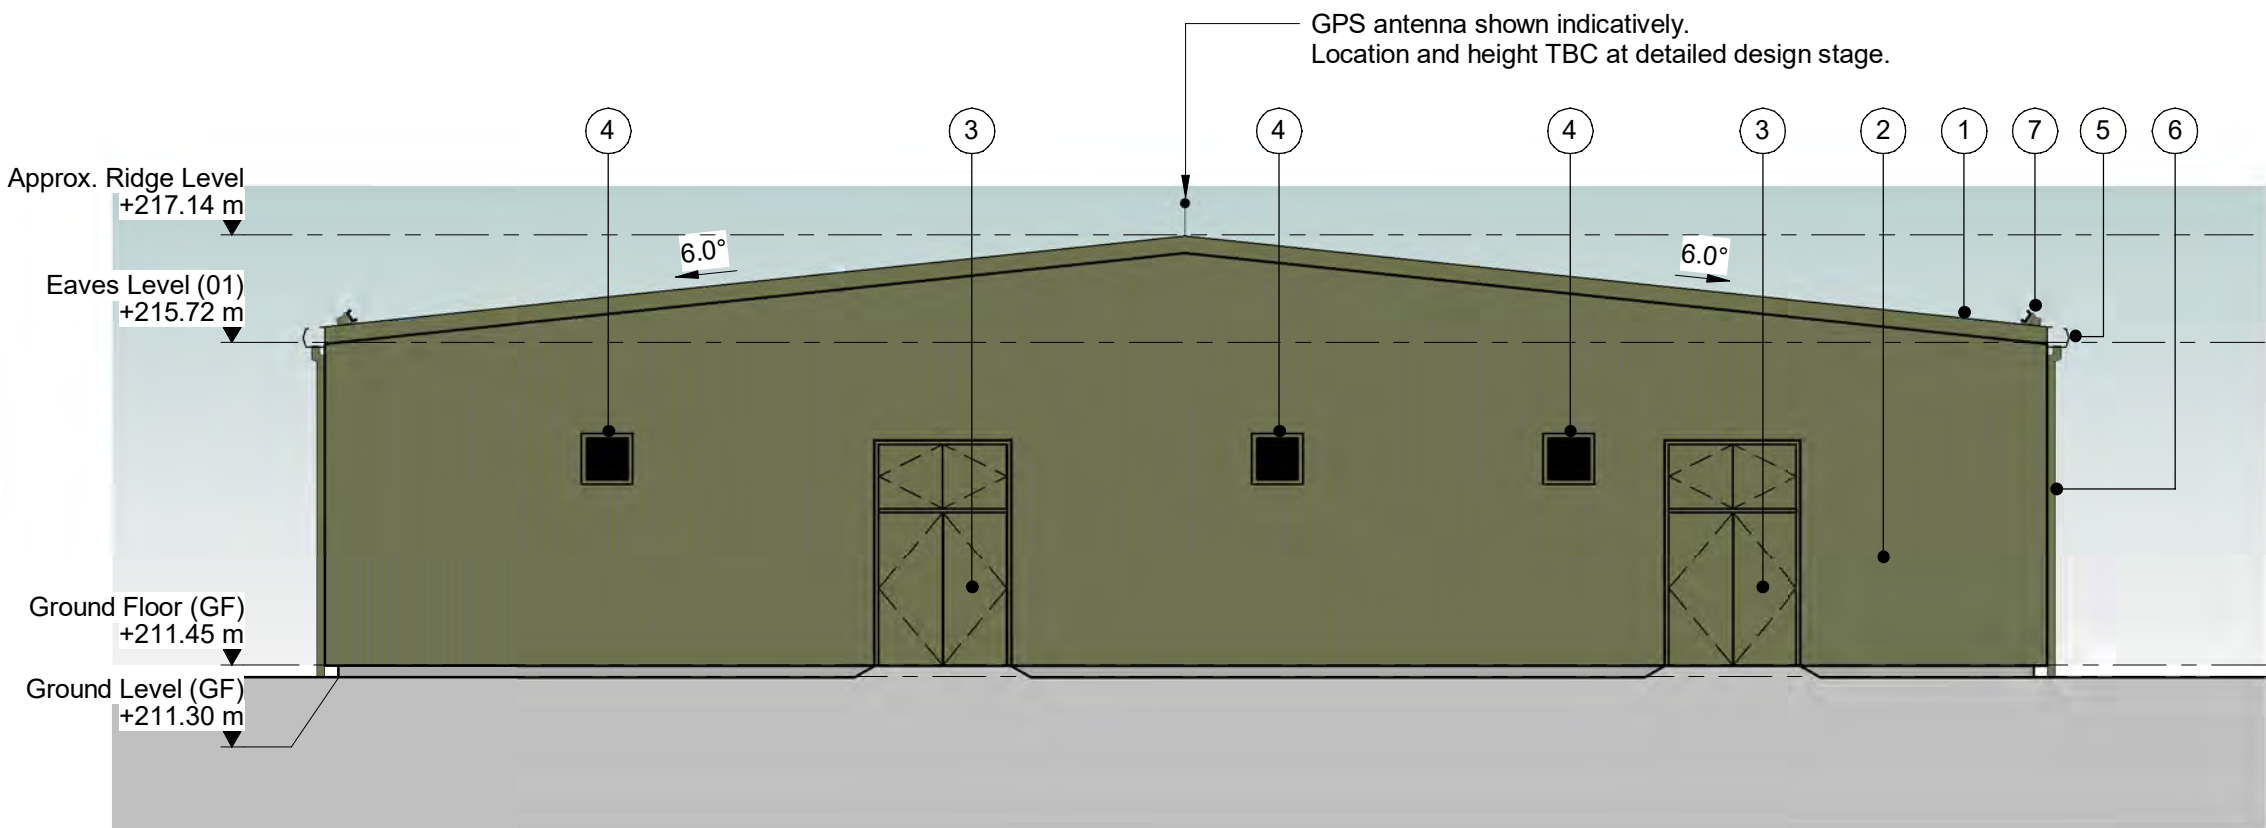 GPS antenna shown indicatively.
Location and height TBC at detailed design stage.
4
3
4
4
3
2
1
7
5
6
Approx. Ridge Level
+217.14 m
6.0°
6.0°
Eaves Level (01)
+215.72 m
Ground Floor (GF)
+211.45 m
Ground Level (GF)
+211.30 m